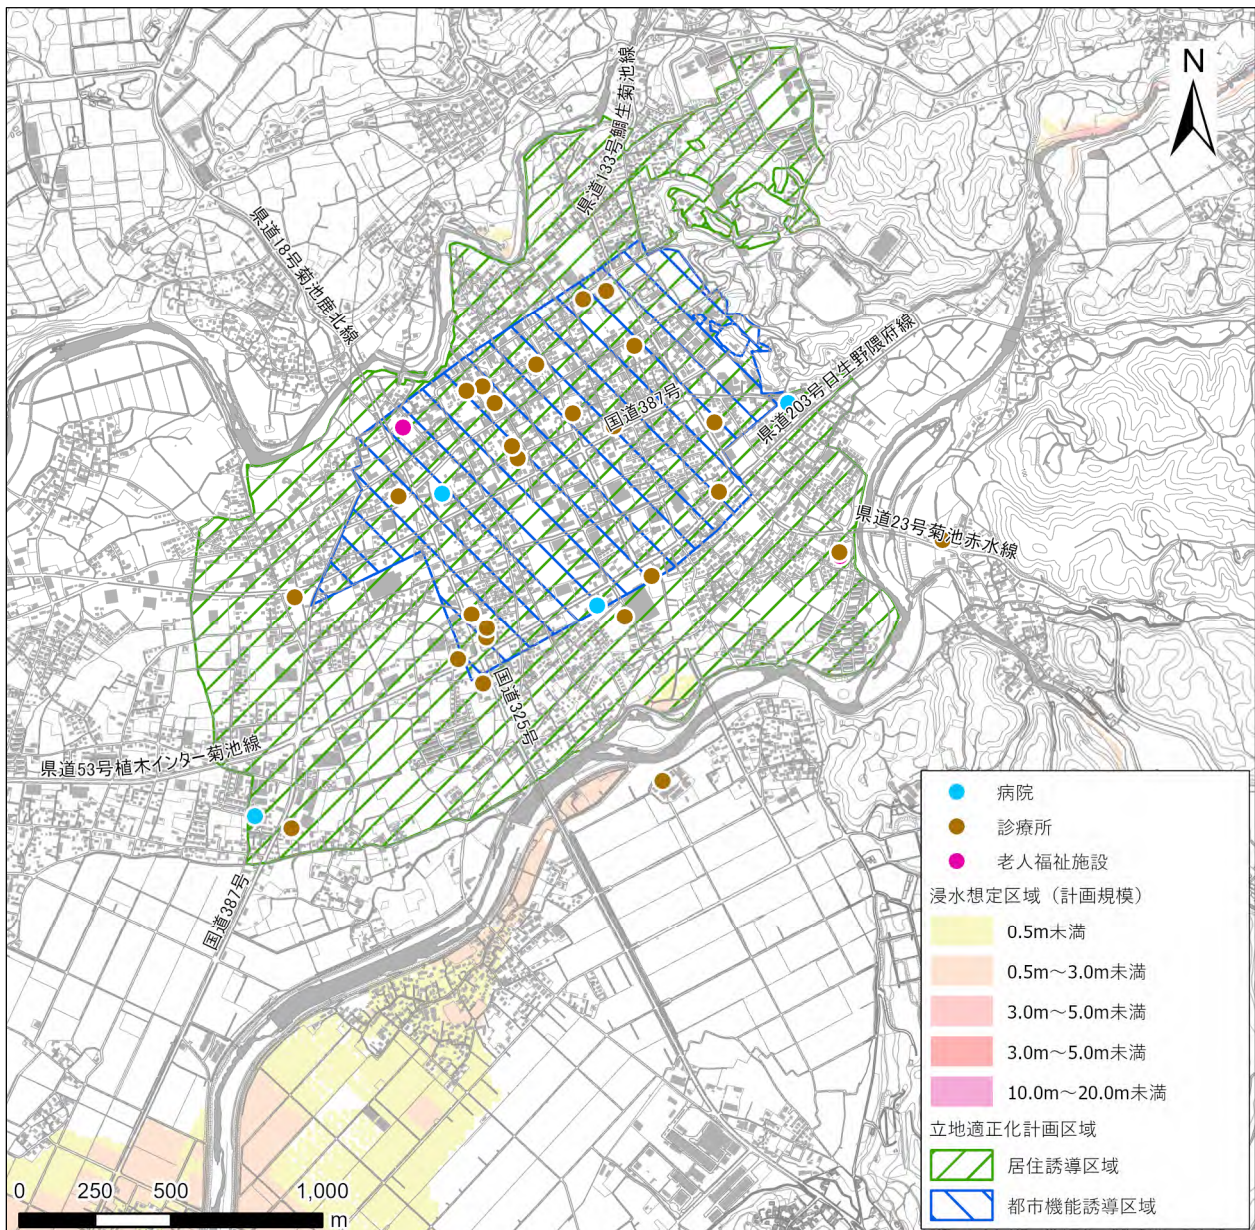 N
県道133号鯛生菊池線
県道18号菊池鹿北線
国道387号
県道203号日生野隈府線
県道23号菊池赤水線
国道325号
県道53号植木インター菊池線
国道387号
病院
診療所
老人福祉施設
浸水想定区域（計画規模）
0.5m未満
0.5m～3.0m未満
3.0m～5.0m未満
3.0m～5.0m未満
10.0m～20.0m未満
立地適正化計画区域
居住誘導区域
都市機能誘導区域
0 250 500 1,000
m